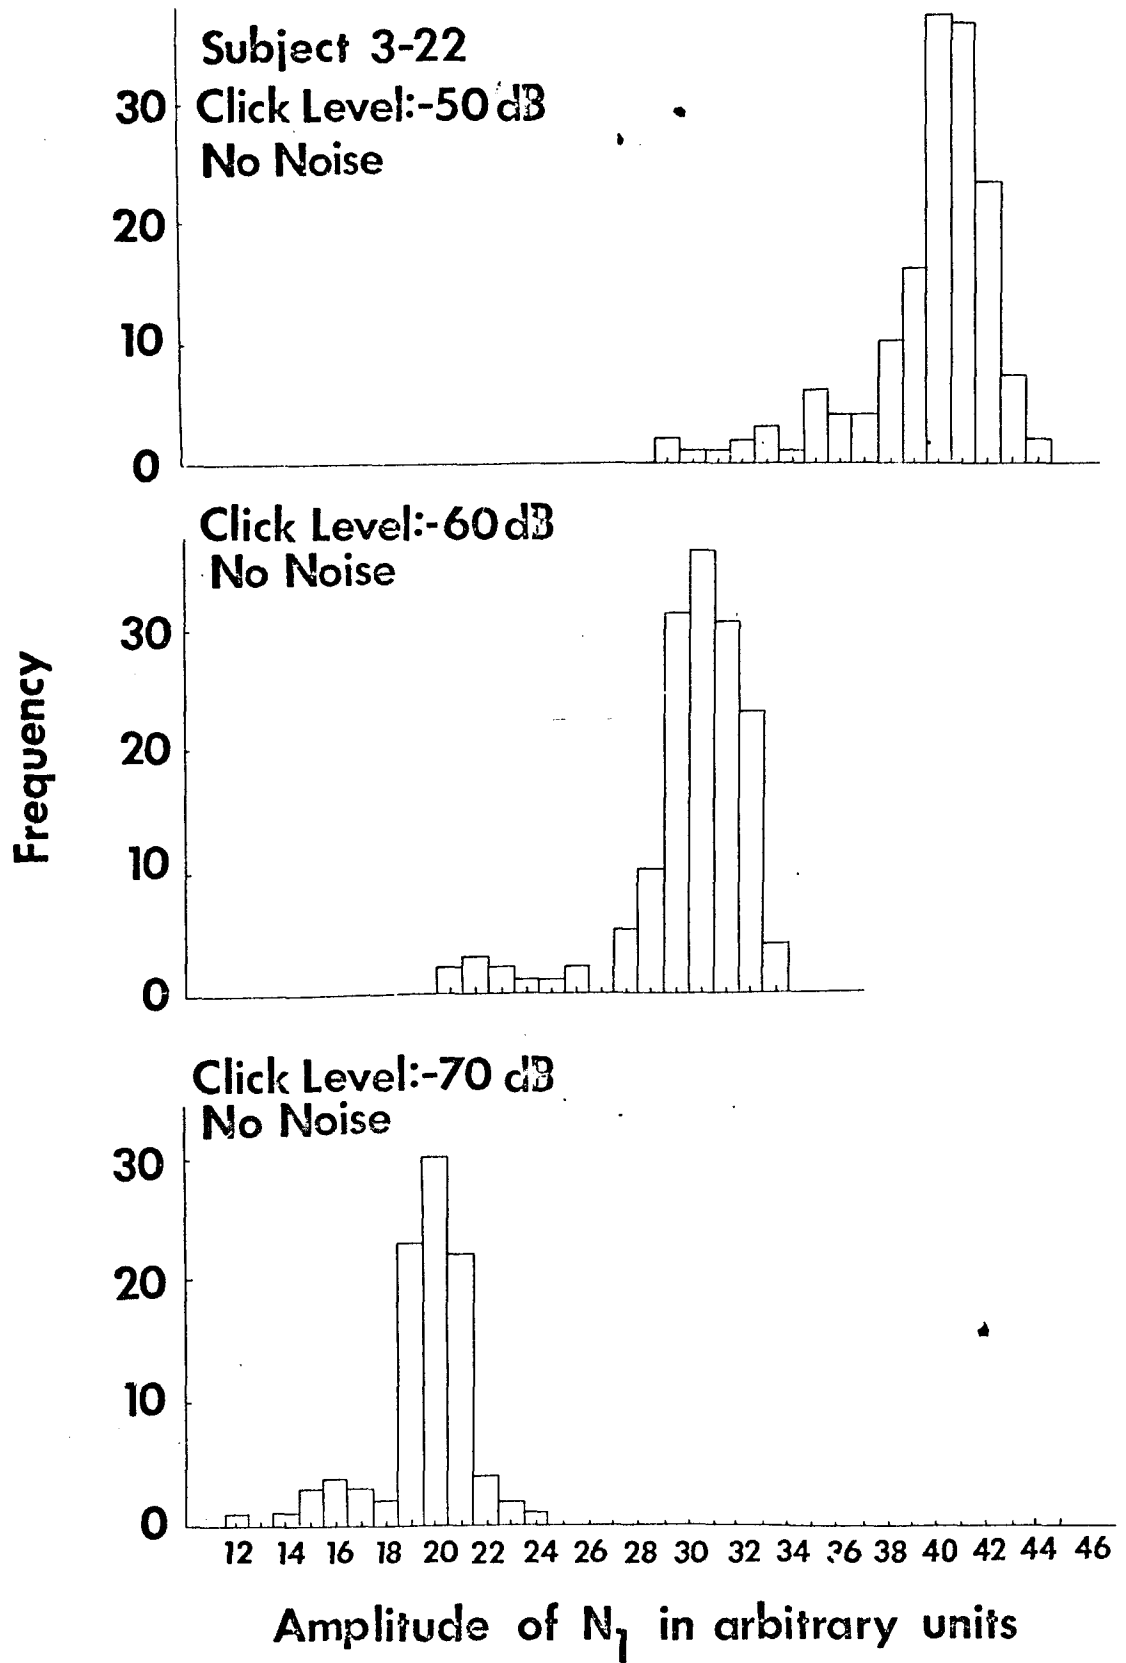 Subject 3-22
Click Level:-50 dB
No Noise
30
20
10
0
Click Level:-60 dB
No Noise
30
20
10
0
Frequency
Click Level:-70 dB
No Noise
30
20
10
0
12 14 16 18 20 22 24 26 28 30 32 34 36 38 40 42 44 46
Amplitude of N1 in arbitrary units